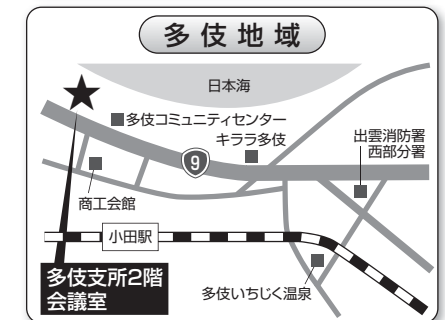 多伎地域
日本海
多伎コミュニティセンター
キララ多伎
出雲消防署
西部分署
9
商工会館
小田駅
多伎支所2階
会議室
多伎いちじく温泉